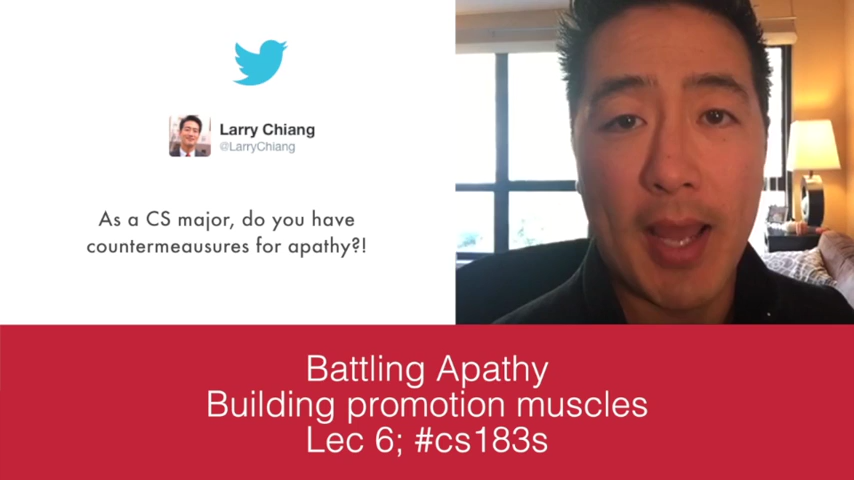 Larry Chiang
@LarryChiang
As a CS major, do you have
countermeausures for apathy?!
Battling Apathy
Building promotion muscles
Lec 6; #cs183s